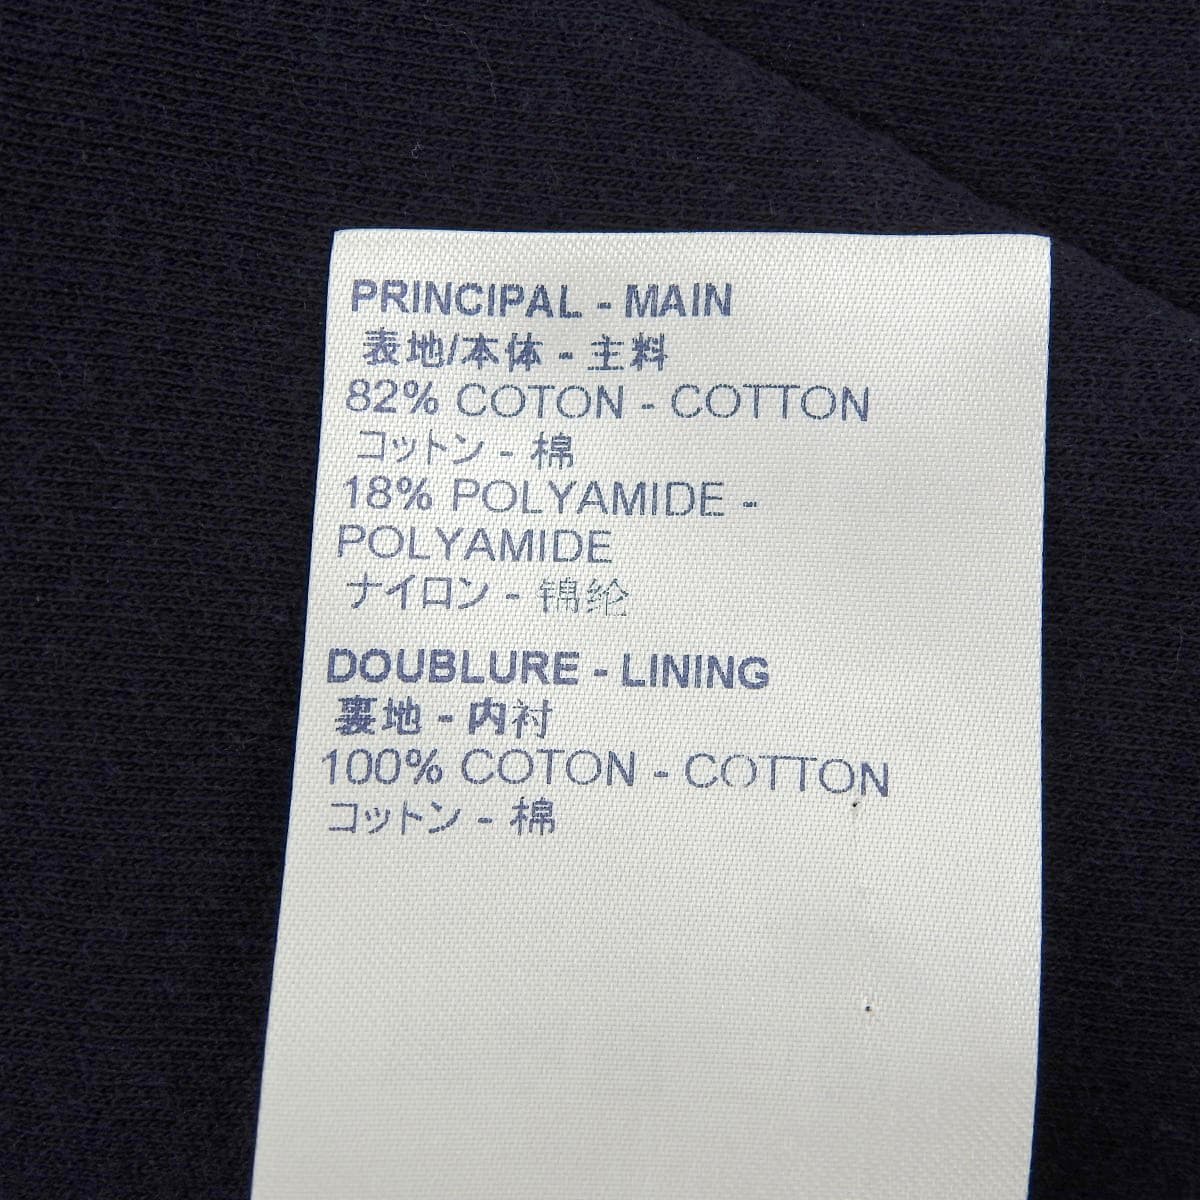 PRINCIPAL - MAIN
表地/本体 - 主料
82% COTON - COTTON
コットン - 棉
18% POLYAMIDE -
POLYAMIDE
ナイロン - 锦纶
DOUBLURE - LINING
裏地 - 内衬
100% COTON - COTTON
コットン - 棉